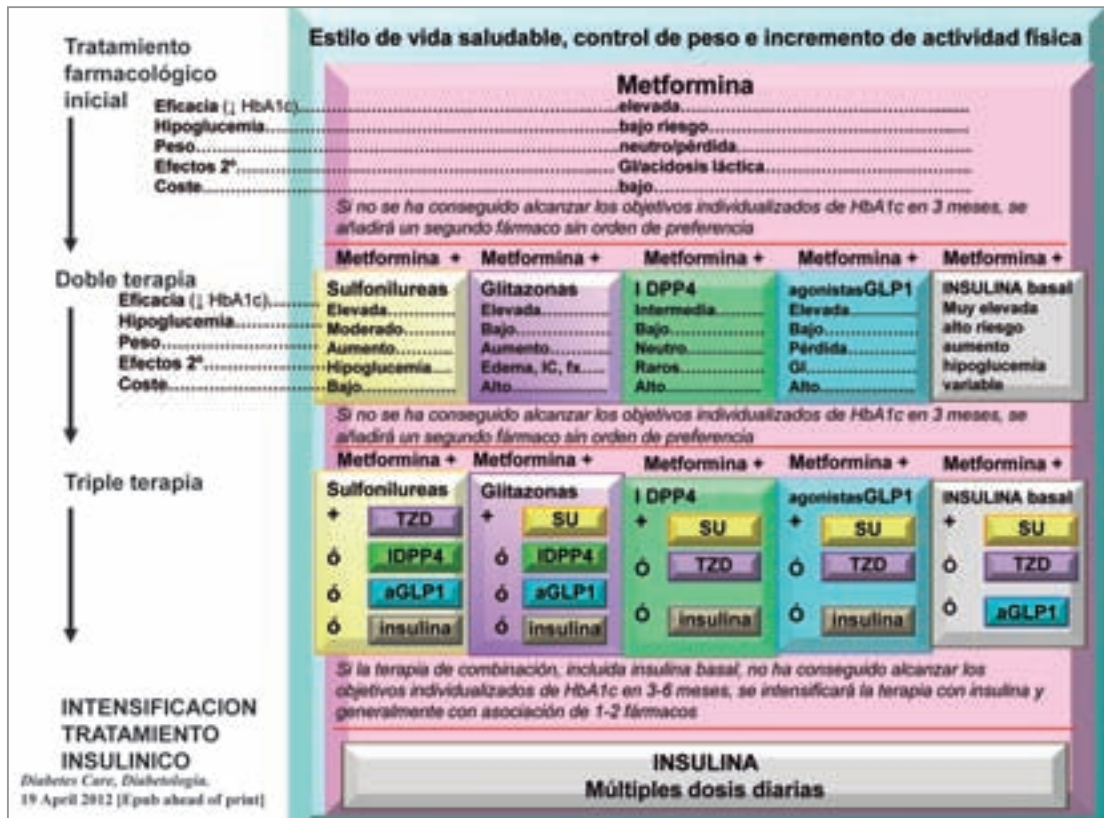 Estilo de vida saludable, control de peso e incremento de actividad física
Tratamiento
farmacológico
inicial
Metformina
Eficacia (↓ HbA1c)........elevada
Hipoglucemia........bajo riesgo
Peso........neutro/pérdida
Efectos 2º........GI/acidosis láctica
Coste........bajo
Si no se ha conseguido alcanzar los objetivos individualizados de HbA1c en 3 meses, se
añadirá un segundo fármaco sin orden de preferencia
Doble terapia
Metformina + Metformina + Metformina + Metformina + Metformina +
Sulfonilureas Glitazonas I DPP4 agonistasGLP1 INSULINA basal
Eficacia (↓ HbA1c)........Elevada........Elevada........Intermedia........Elevada........Muy elevada
Hipoglucemia........Moderado........Bajo........Bajo........Bajo........alto riesgo
Peso........Aumento........Aumento........Neutro........Pérdida........aumento
Efectos 2º........Hipoglucemia........Edema, IC, fx........Raros........GI........hipoglucemia
Coste........Bajo........Alto........Alto........Alto........variable
Si no se ha conseguido alcanzar los objetivos individualizados de HbA1c en 3 meses, se
añadirá un segundo fármaco sin orden de preferencia
Triple terapia
Metformina + Metformina + Metformina + Metformina + Metformina +
Sulfonilureas Glitazonas I DPP4 agonistasGLP1 INSULINA basal
+ TZD + SU + SU + SU + SU
ó IDPP4 ó IDPP4 ó TZD ó TZD ó TZD
ó aGLP1 ó aGLP1 ó insulina ó insulina ó aGLP1
ó insulina ó insulina
Si la terapia de combinación, incluida insulina basal, no ha conseguido alcanzar los
objetivos individualizados de HbA1c en 3-6 meses, se intensificará la terapia con insulina y
generalmente con asociación de 1-2 fármacos
INTENSIFICACION
TRATAMIENTO
INSULINICO
INSULINA
Múltiples dosis diarias
Diabetes Care, Diabetologia.
19 April 2012 [Epub ahead of print]